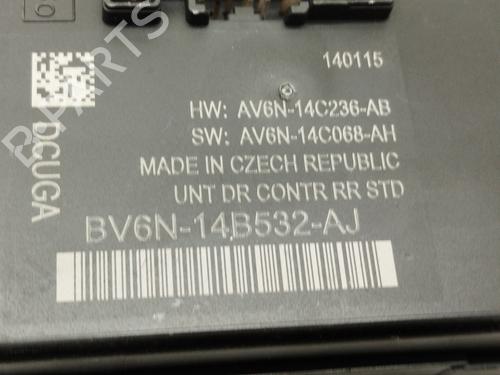 140115
HW: AV6N-14C236-AB
SW: AV6N-14C068-AH
MADE IN CZECH REPUBLIC
UNT DR CONTR RR STD
DCUGA
BV6N-14B532-AJ
B PARTS